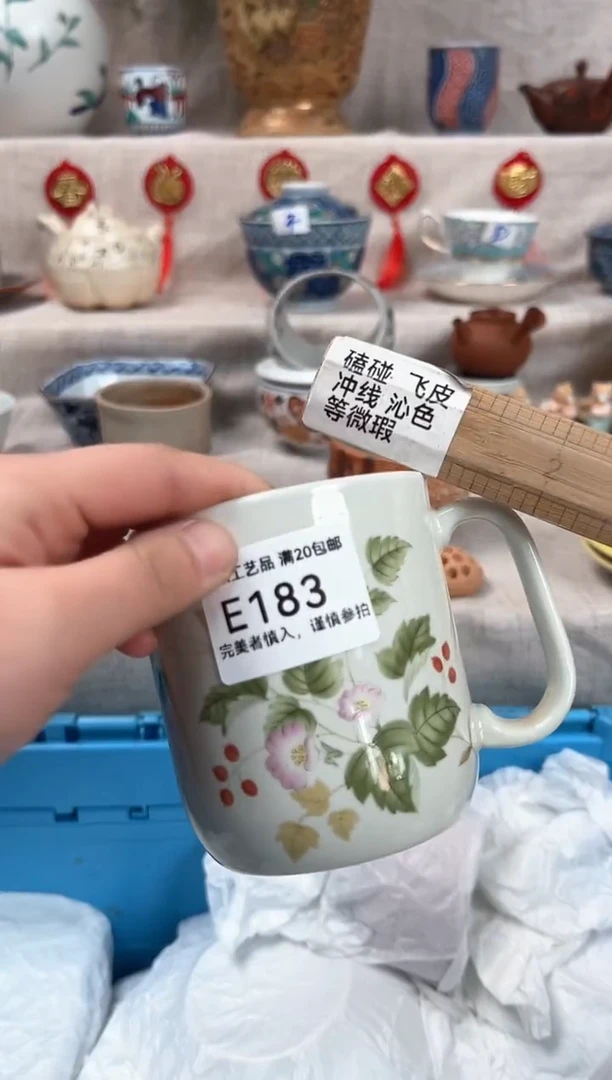 磕碰 飞皮
冲线 沁色
等微瑕
工艺品 满20包邮
E183
完美者慎入，谨慎参拍